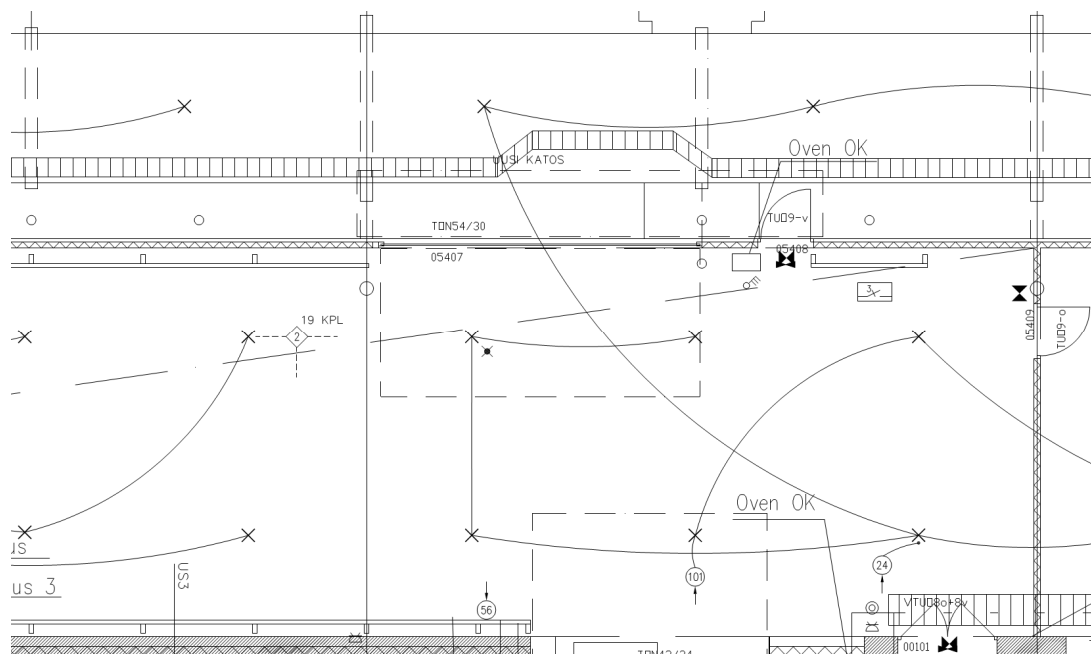 Oven OK
UUSI KATOS
TUO9-v
TON54/30
05407
05408
3
19 KPL
2
05409
TUO9-o
Oven OK
us
us 3
US3
101
24
56
VTUO8o+8v
00101